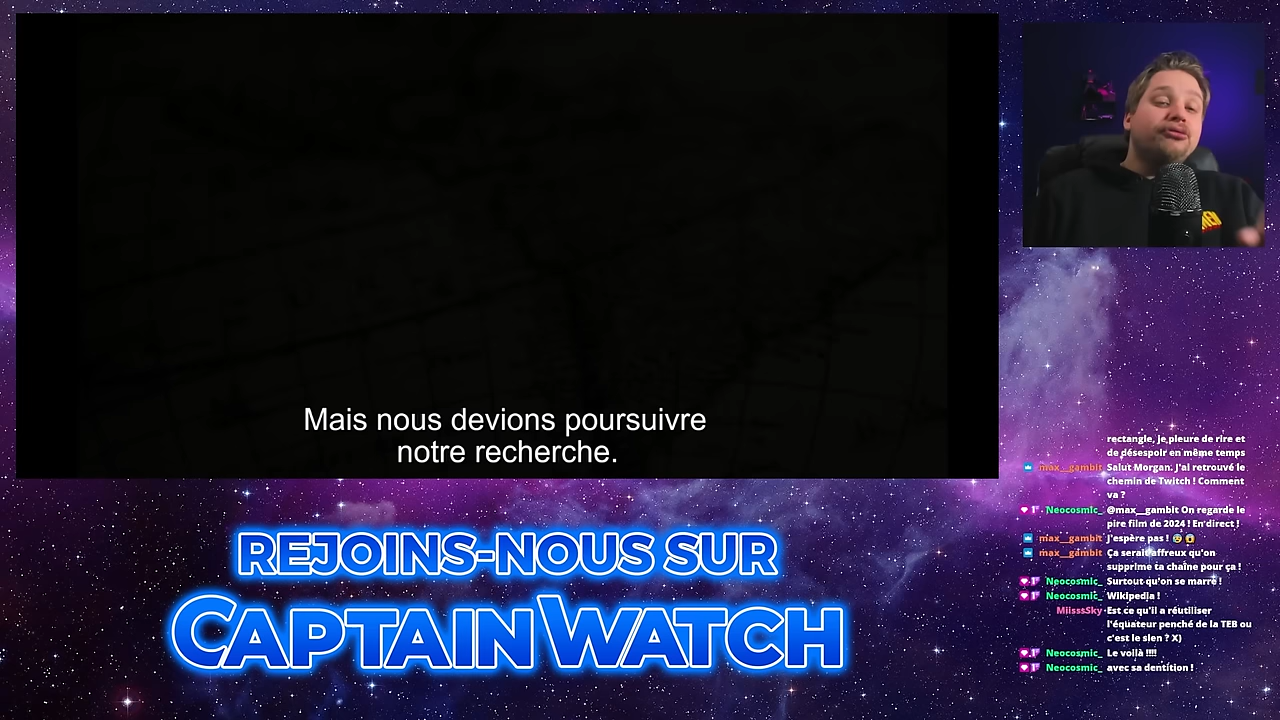 Mais nous devions poursuivre
notre recherche.
REJOINS-NOUS SUR
CAPTAINWATCH
rectangle, je pleure de rire et
de désespoir en même temps
max__gambit Salut Morgan. J'ai retrouvé le
chemin de Twitch ! Comment
va ?
Neocosmic_ @max__gambit On regarde le
pire film de 2024 ! En direct !
max__gambit J'espère pas ! 😰 😱
max__gambit Ça serait affreux qu'on
supprime ta chaîne pour ça !
Neocosmic_ Surtout qu'on se marre !
Neocosmic_ Wikipedia !
MiisssSky Est ce qu'il a réutiliser
l'équateur penché de la TEB ou
c'est le sien ? X)
Neocosmic_ Le voilà !!!!
Neocosmic_ avec sa dentition !